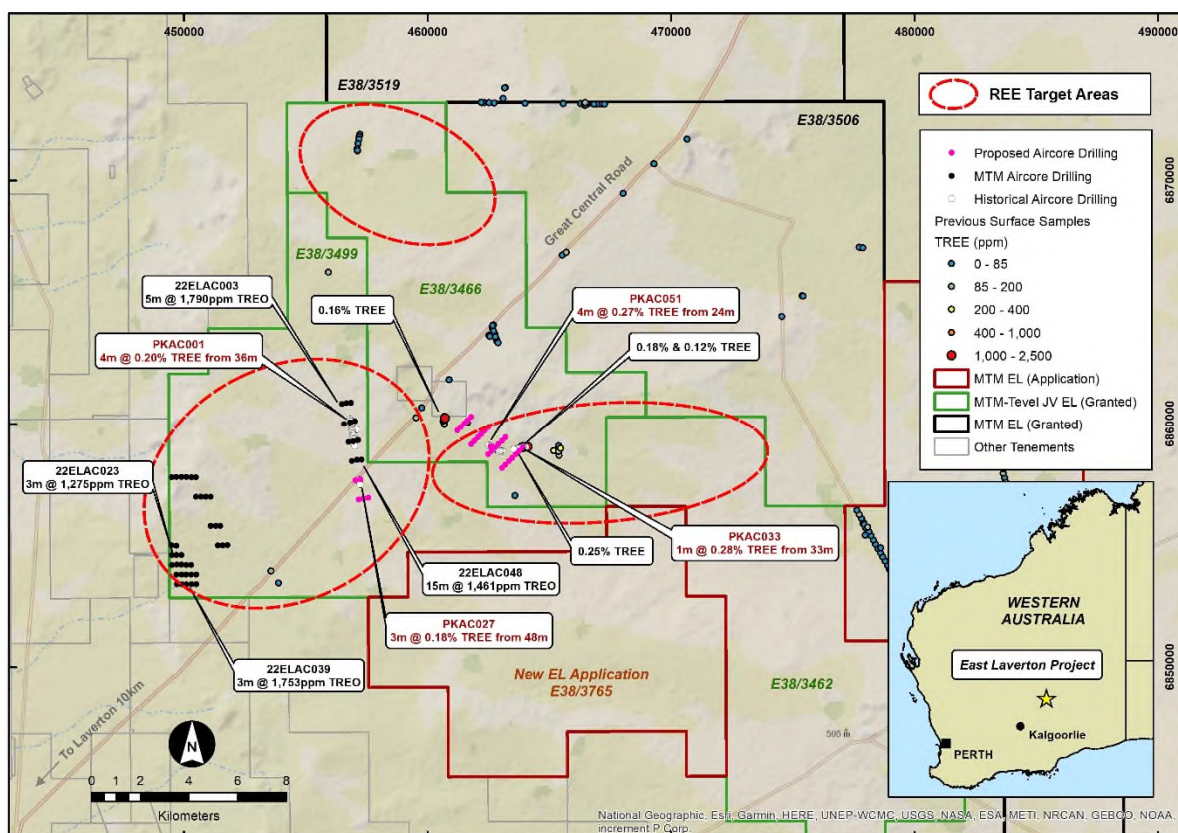 450000
460000
470000
480000
490000
E38/3519
E38/3506
6870000
Great Central Road
E38/3499
E38/3466
22ELAC003
5m @ 1,790ppm TREO
0.16% TREE
PKAC051
4m @ 0.27% TREE from 24m
PKAC001
4m @ 0.20% TREE from 36m
0.18% & 0.12% TREE
6860000
22ELAC023
3m @ 1,275ppm TREO
PKAC033
1m @ 0.28% TREE from 33m
0.25% TREE
22ELAC048
15m @ 1,461ppm TREO
PKAC027
3m @ 0.18% TREE from 48m
22ELAC039
3m @ 1,753ppm TREO
New EL Application
E38/3765
E38/3462
6850000
505 m
To Laverton 10km
N
0 1 2 4 6 8
Kilometers
REE Target Areas
Proposed Aircore Drilling
MTM Aircore Drilling
Historical Aircore Drilling
Previous Surface Samples
TREE (ppm)
0 - 85
85 - 200
200 - 400
400 - 1,000
1,000 - 2,500
MTM EL (Application)
MTM-Tevel JV EL (Granted)
MTM EL (Granted)
Other Tenements
WESTERN
AUSTRALIA
East Laverton Project
Kalgoorlie
PERTH
National Geographic, Esri, Garmin, HERE, UNEP-WCMC, USGS, NASA, ESA, METI, NRCAN, GEBCO, NOAA,
increment P Corp.